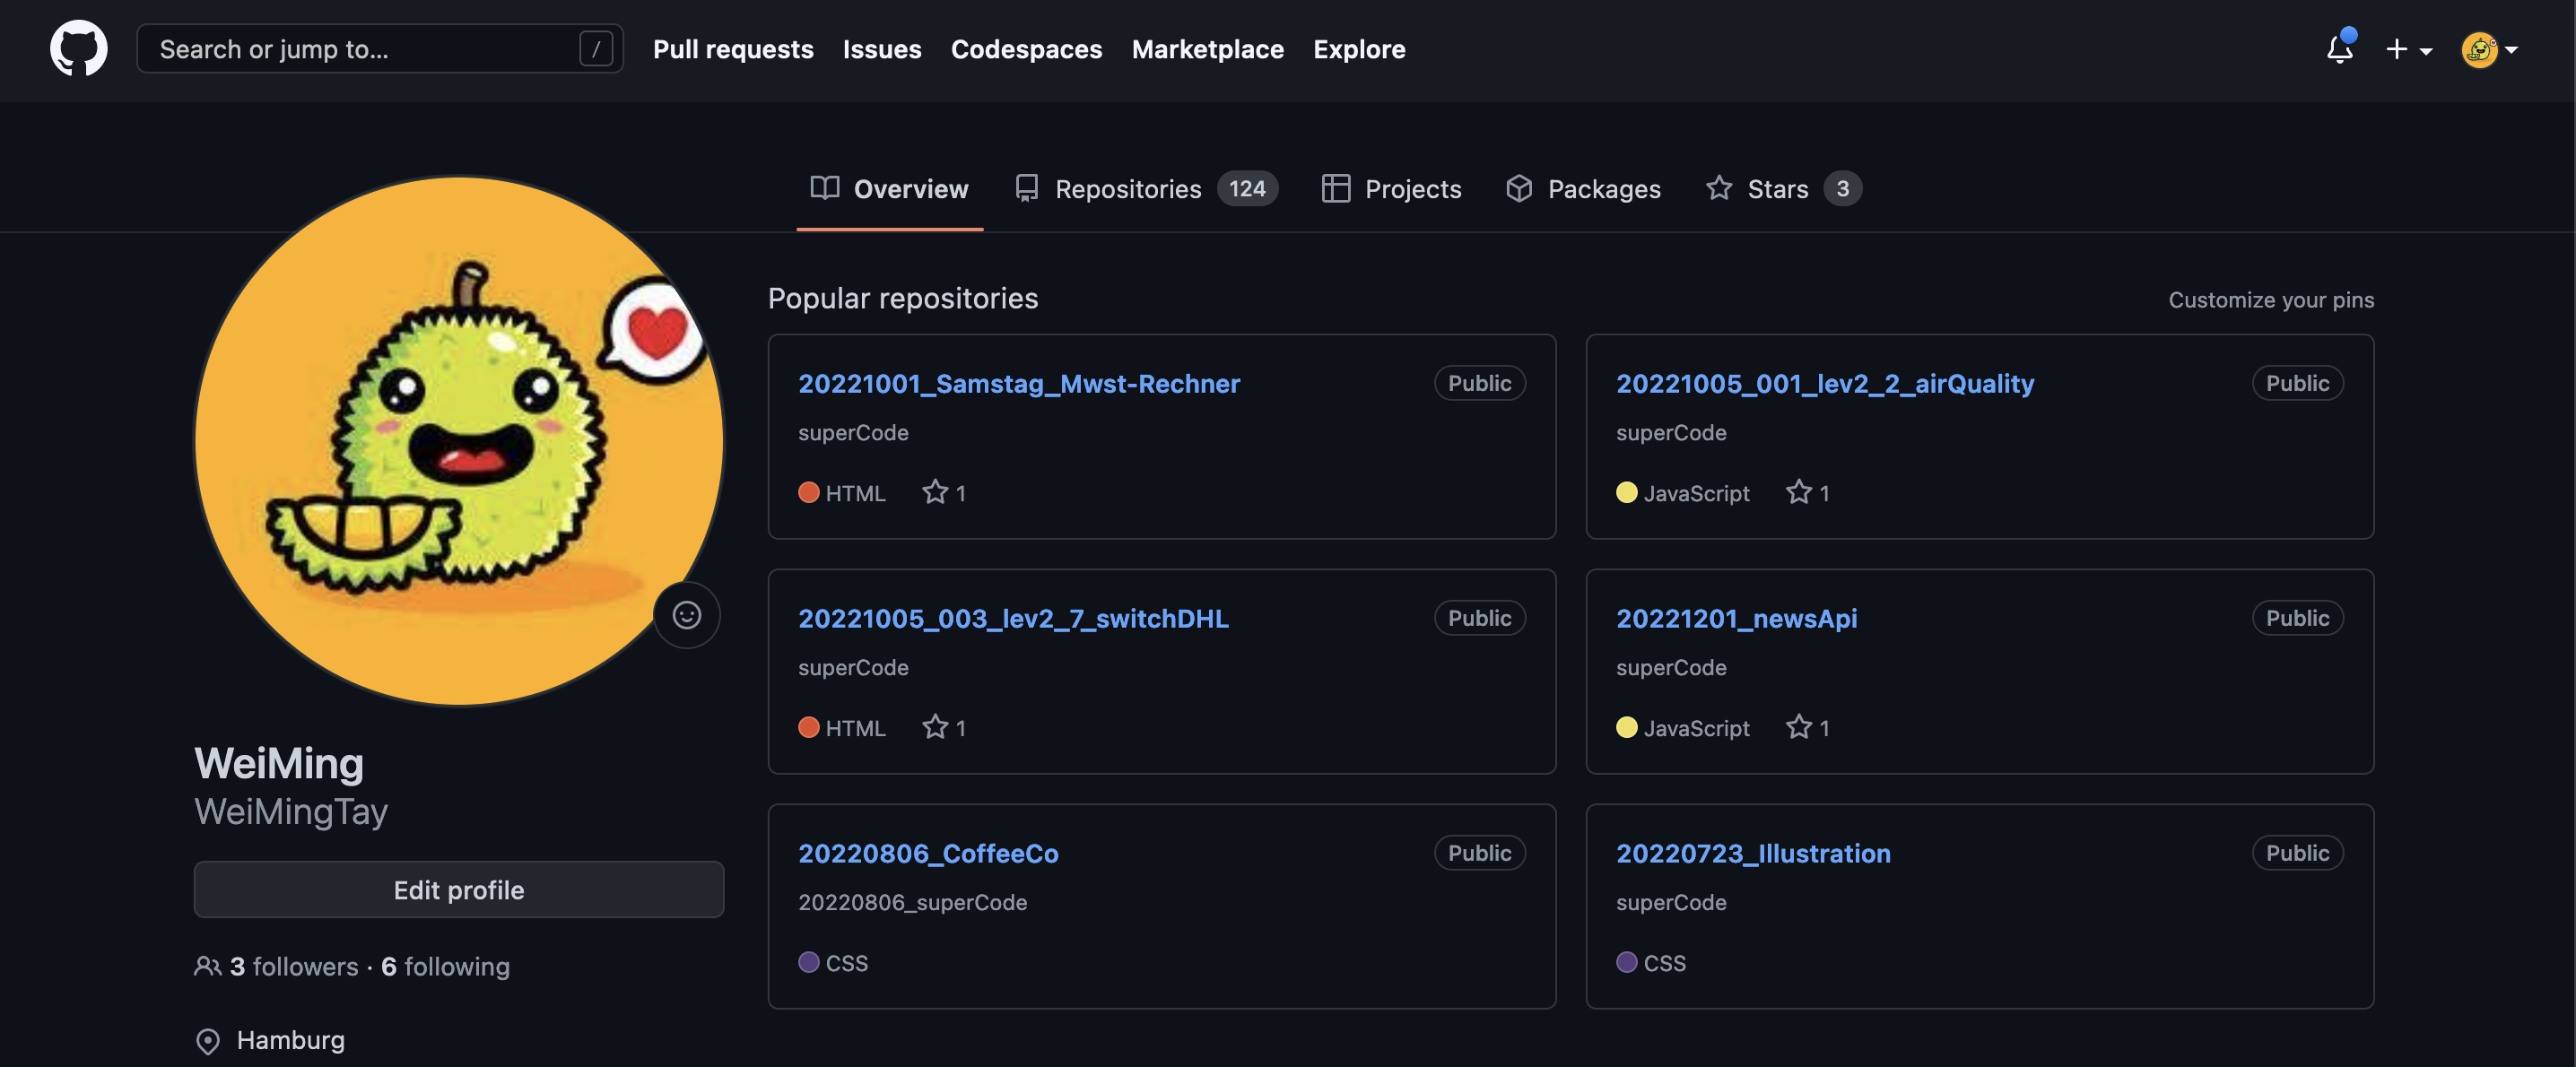 Search or jump to... /
Pull requests Issues Codespaces Marketplace Explore
Overview Repositories 124 Projects Packages Stars 3
WeiMing
WeiMingTay
Edit profile
3 followers · 6 following
Hamburg
Popular repositories Customize your pins
20221001_Samstag_Mwst-Rechner Public
superCode
HTML 1
20221005_001_lev2_2_airQuality Public
superCode
JavaScript 1
20221005_003_lev2_7_switchDHL Public
superCode
HTML 1
20221201_newsApi Public
superCode
JavaScript 1
20220806_CoffeeCo Public
20220806_superCode
CSS
20220723_Illustration Public
superCode
CSS